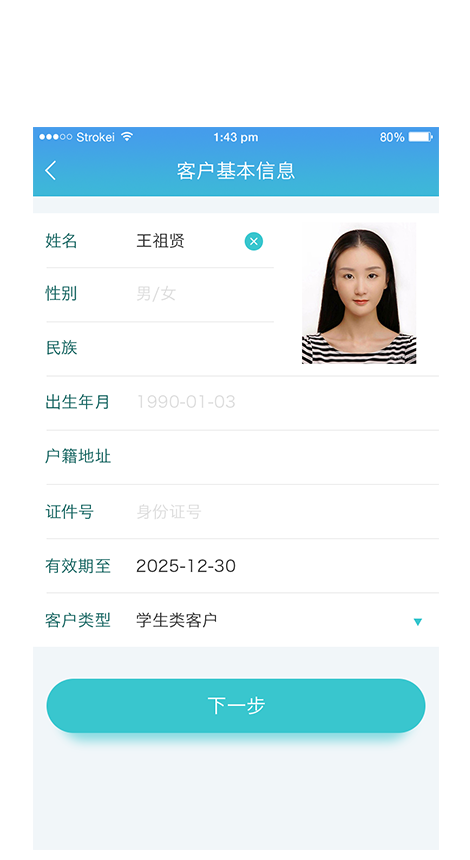 Strokei 1:43 pm 80%
客户基本信息
姓名 王祖贤
性别 男/女
民族
出生年月 1990-01-03
户籍地址
证件号 身份证号
有效期至 2025-12-30
客户类型 学生类客户
下一步